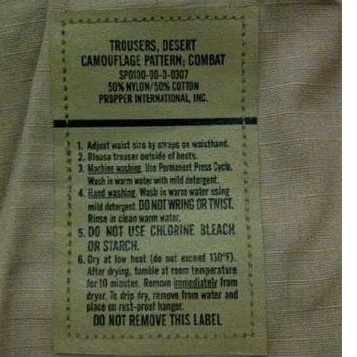 TROUSERS, DESERT
CAMOUFLAGE PATTERN; COMBAT
SPO100-00-D-0307
50% NYLON/50% COTTON
PROPPER INTERNATIONAL, INC.
1. Adjust waist size by straps on waistband.
2. Blouse trouser outside of boots.
3. Machine washing. Use Permanent Press Cycle.
Wash in warm water with mild detergent.
4. Hand washing. Wash in warm water using
mild detergent. DO NOT WRING OR TWIST.
Rinse in clean warm water.
5. DO NOT USE CHLORINE BLEACH
OR STARCH.
6. Dry at low heat (do not exceed 130°F).
After drying, tumble at room temperature
for 10 minutes. Remove immediately from
dryer. To drip dry, remove from water and
place on rust-proof hanger.
DO NOT REMOVE THIS LABEL